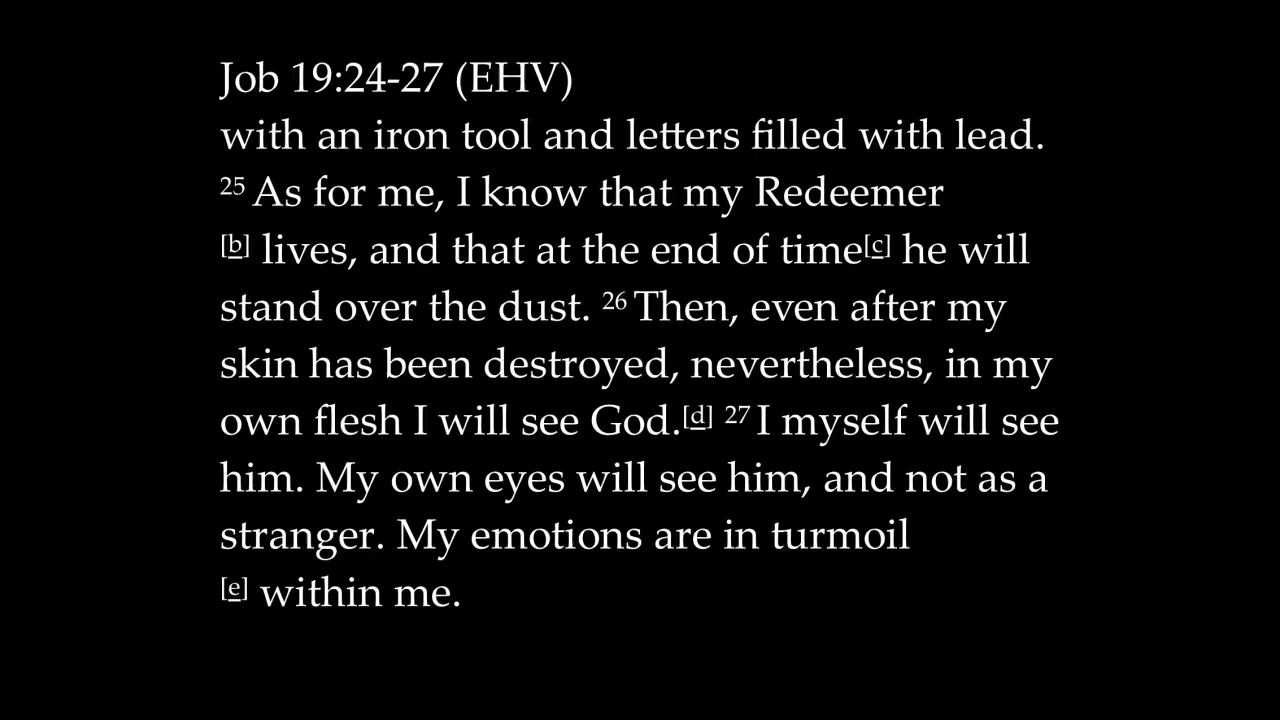 Job 19:24-27 (EHV)
with an iron tool and letters filled with lead.
25 As for me, I know that my Redeemer
[b] lives, and that at the end of time[c] he will
stand over the dust. 26 Then, even after my
skin has been destroyed, nevertheless, in my
own flesh I will see God.[d] 27 I myself will see
him. My own eyes will see him, and not as a
stranger. My emotions are in turmoil
[e] within me.